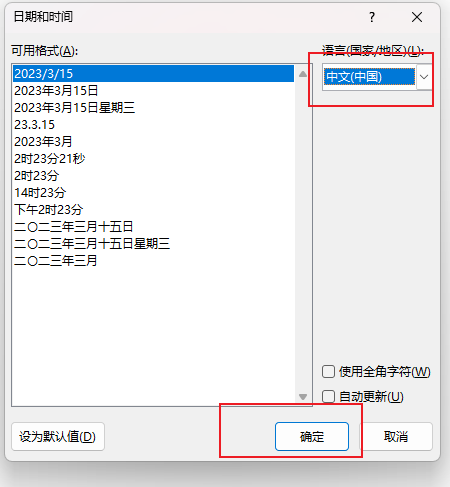 日期和时间
?
可用格式(A):
语言(国家/地区)(L):
2023/3/15
中文(中国)
2023年3月15日
2023年3月15日星期三
23.3.15
2023年3月
2时23分21秒
2时23分
14时23分
下午2时23分
二〇二三年三月十五日
二〇二三年三月十五日星期三
二〇二三年三月
使用全角字符(W)
自动更新(U)
设为默认值(D)
确定
取消